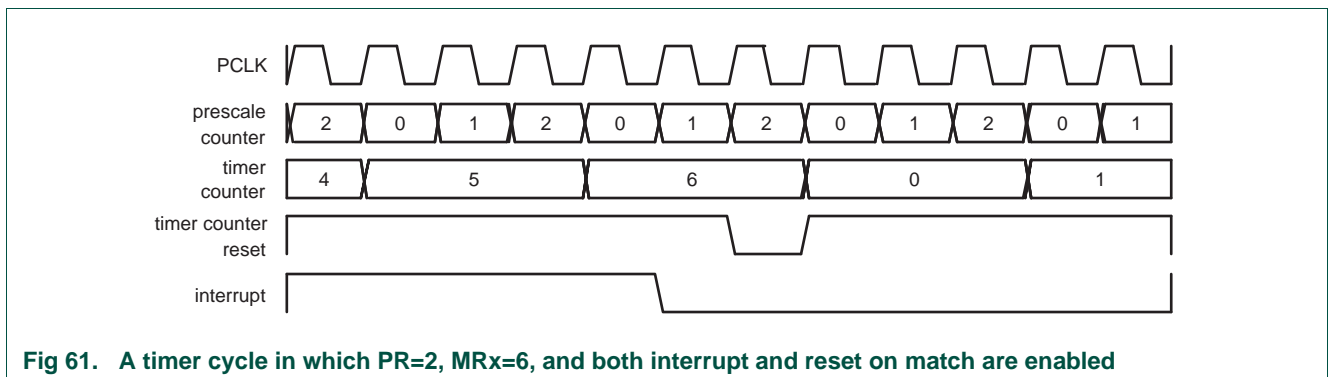 PCLK
prescale
counter
2 0 1 2 0 1 2 0 1 2 0 1
timer
counter
4 5 6 0 1
timer counter
reset
interrupt
Fig 61. A timer cycle in which PR=2, MRx=6, and both interrupt and reset on match are enabled